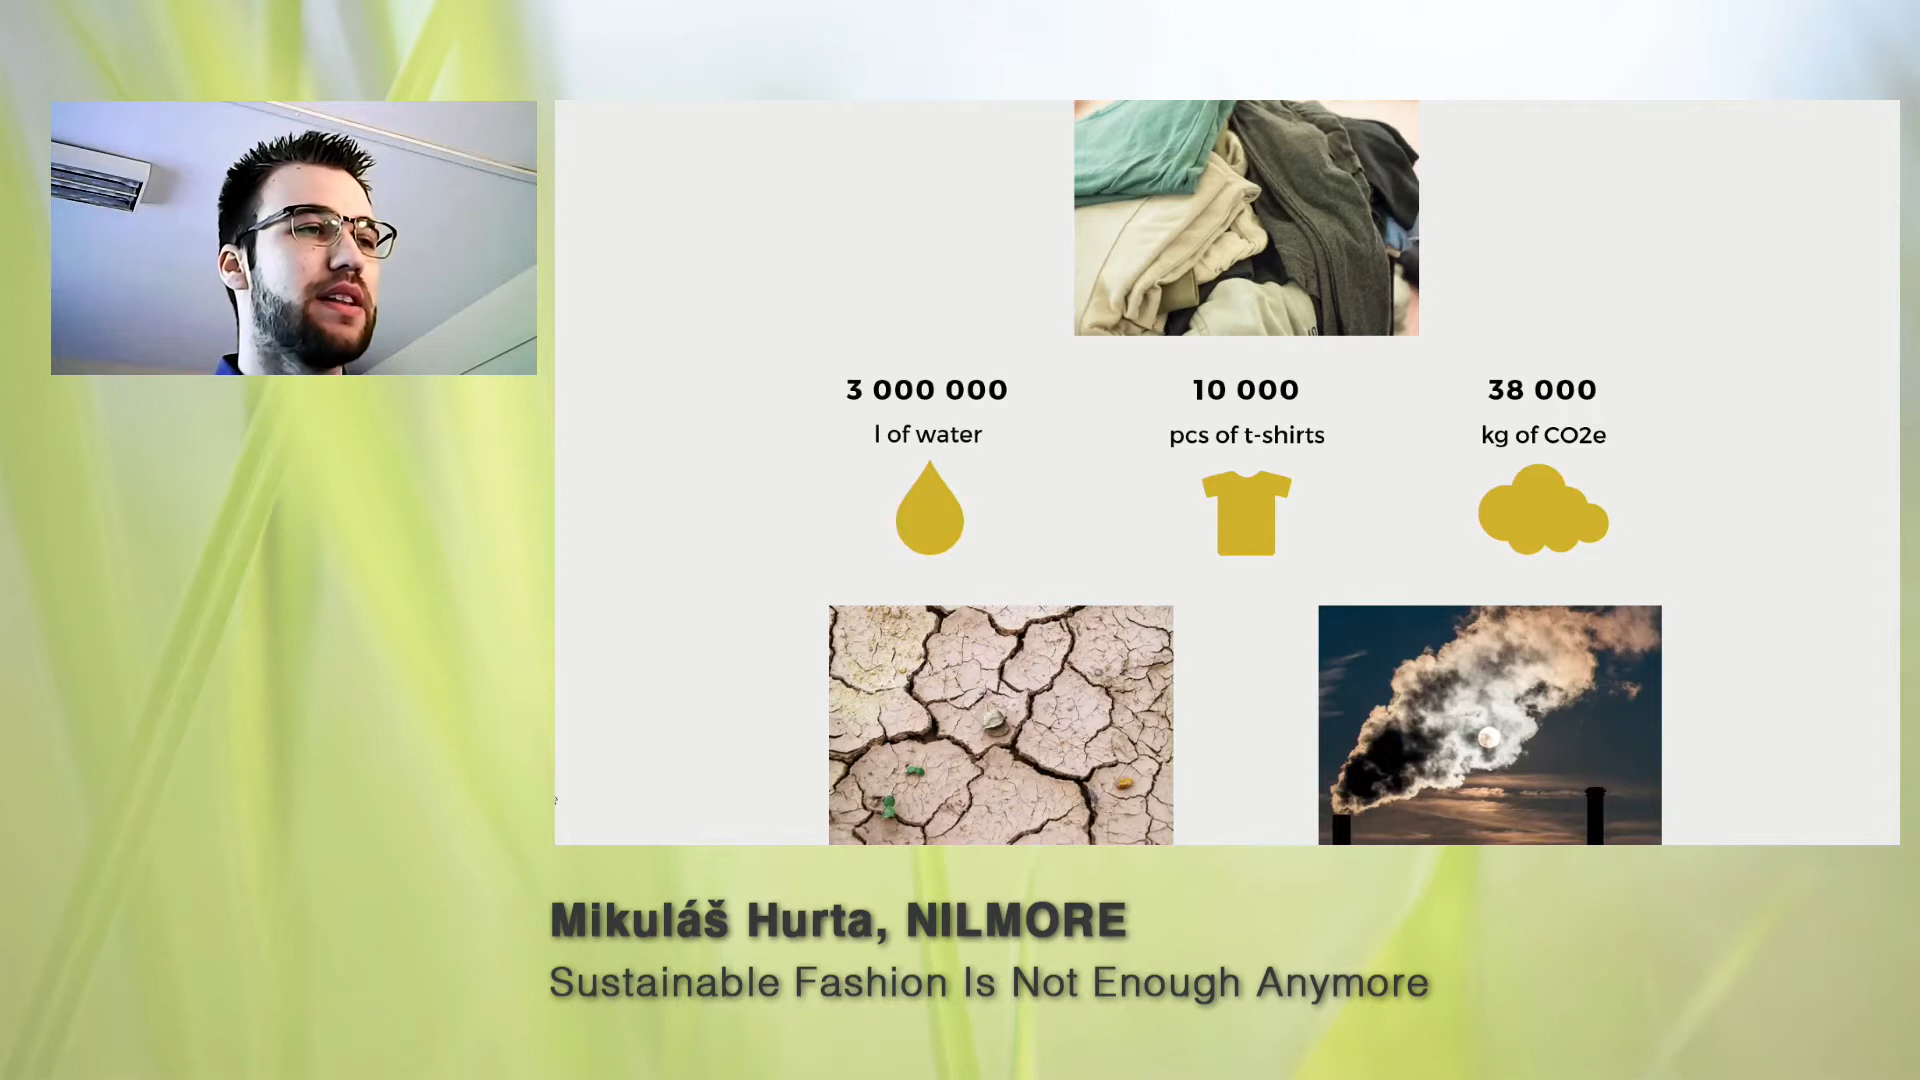 3 000 000
l of water
10 000
pcs of t-shirts
38 000
kg of CO2e
Mikuláš Hurta, NILMORE
Sustainable Fashion Is Not Enough Anymore